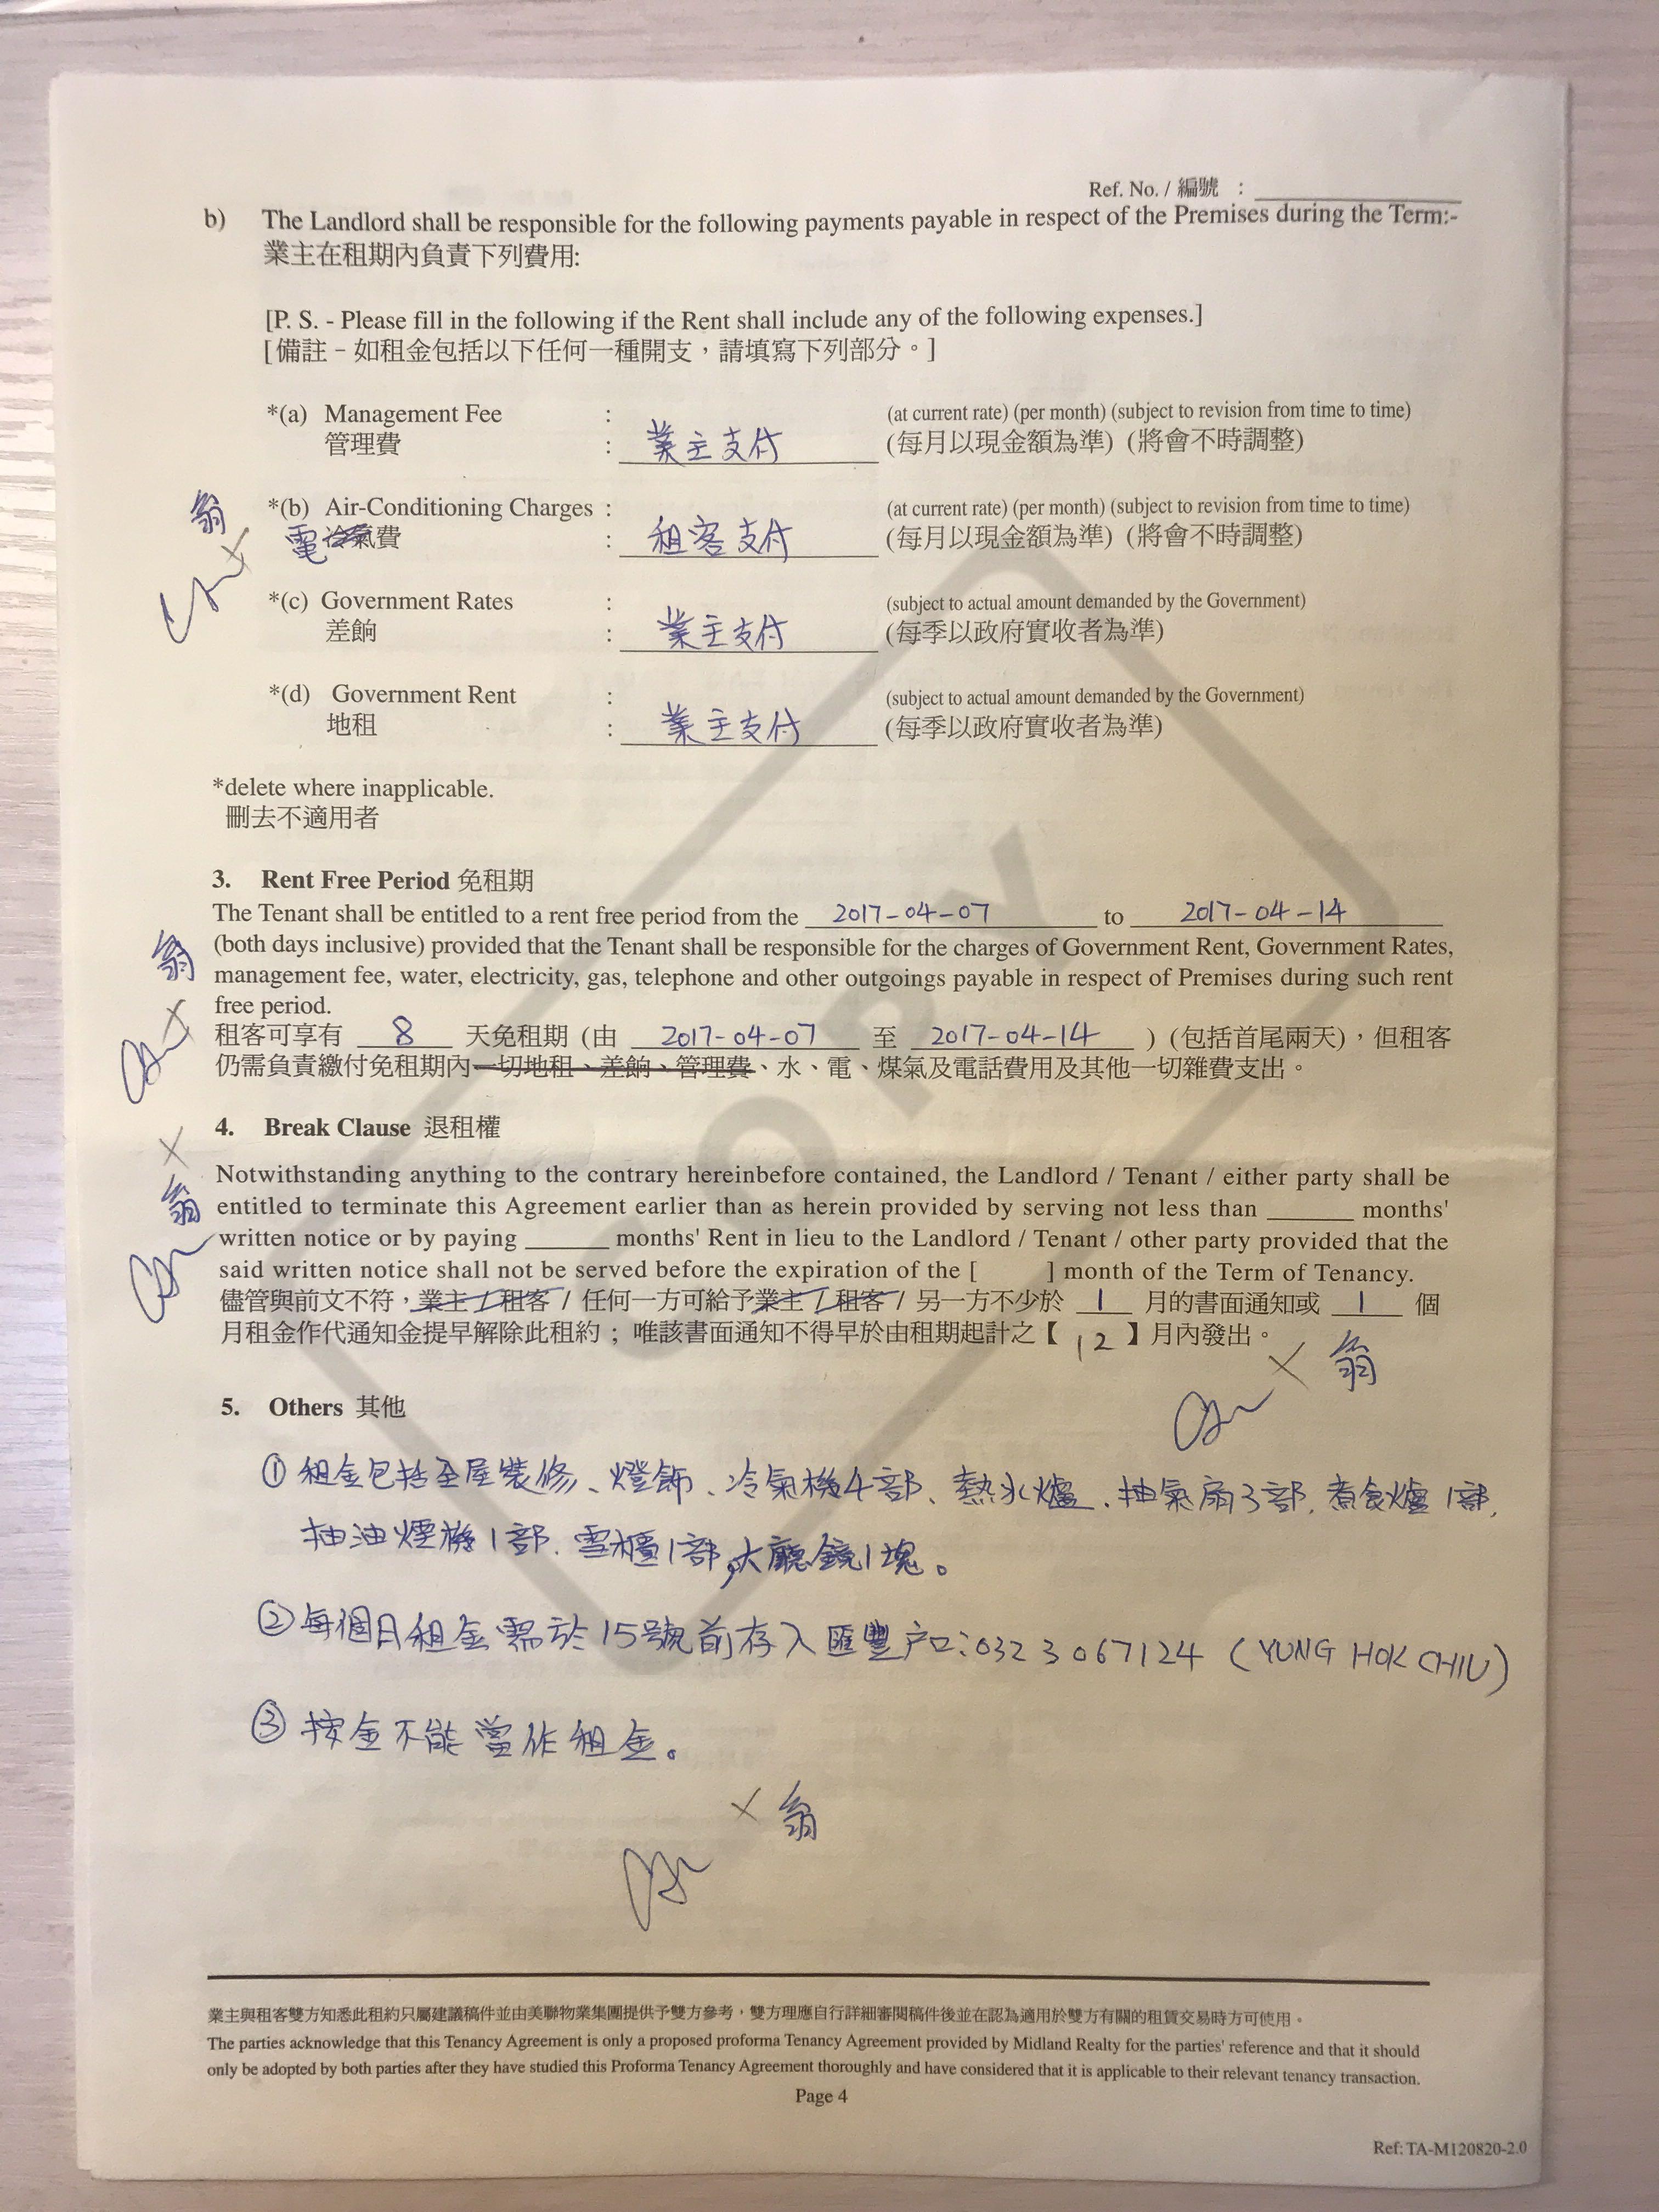 Ref. No. / 編號 : ____
b) The Landlord shall be responsible for the following payments payable in respect of the Premises during the Term:-
業主在租期內負責下列費用:
[P. S. - Please fill in the following if the Rent shall include any of the following expenses.]
[備註 - 如租金包括以下任何一種開支，請填寫下列部分。]
*(a) Management Fee : (at current rate) (per month) (subject to revision from time to time)
管理費 : 業主支付 (每月以現金額為準) (將會不時調整)
翁 *(b) Air-Conditioning Charges : (at current rate) (per month) (subject to revision from time to time)
X 電冷氣費 : 租客支付 (每月以現金額為準) (將會不時調整)
*(c) Government Rates : (subject to actual amount demanded by the Government)
差餉 : 業主支付 (每季以政府實收者為準)
*(d) Government Rent : (subject to actual amount demanded by the Government)
地租 : 業主支付 (每季以政府實收者為準)
*delete where inapplicable.
刪去不適用者
3. Rent Free Period 免租期
The Tenant shall be entitled to a rent free period from the 2017-04-07 to 2017-04-14
翁 (both days inclusive) provided that the Tenant shall be responsible for the charges of Government Rent, Government Rates,
management fee, water, electricity, gas, telephone and other outgoings payable in respect of Premises during such rent
free period.
X 租客可享有 8 天免租期 (由 2017-04-07 至 2017-04-14 ) (包括首尾兩天)，但租客
仍需負責繳付免租期內一切地租、差餉、管理費、水、電、煤氣及電話費用及其他一切雜費支出。
4. Break Clause 退租權
X
Notwithstanding anything to the contrary hereinbefore contained, the Landlord / Tenant / either party shall be
翁 entitled to terminate this Agreement earlier than as herein provided by serving not less than ____ months'
written notice or by paying ____ months' Rent in lieu to the Landlord / Tenant / other party provided that the
said written notice shall not be served before the expiration of the [ ] month of the Term of Tenancy.
儘管與前文不符，業主 / 租客 / 任何一方可給予業主 / 租客 / 另一方不少於 1 月的書面通知或 1 個
月租金作代通知金提早解除此租約；唯該書面通知不得早於由租期起計之【 12 】月內發出。
X 翁
5. Others 其他
① 租金包括全屋裝修、燈飾、冷氣機4部、熱水爐、抽氣扇3部、煮食爐1部、
抽油煙機1部、雪櫃1部,大廳鏡1塊。
② 每個月租金需於15號前存入匯豐戶口:0323067124 (YUNG HOK CHIU)
③ 按金不能當作租金。
X 翁
業主與租客雙方知悉此租約只屬建議稿件並由美聯物業集團提供予雙方參考，雙方理應自行詳細審閱稿件後並在認為適用於雙方有關的租賃交易時方可使用。
The parties acknowledge that this Tenancy Agreement is only a proposed proforma Tenancy Agreement provided by Midland Realty for the parties' reference and that it should
only be adopted by both parties after they have studied this Proforma Tenancy Agreement thoroughly and have considered that it is applicable to their relevant tenancy transaction.
Page 4
Ref: TA-M120820-2.0
COPY